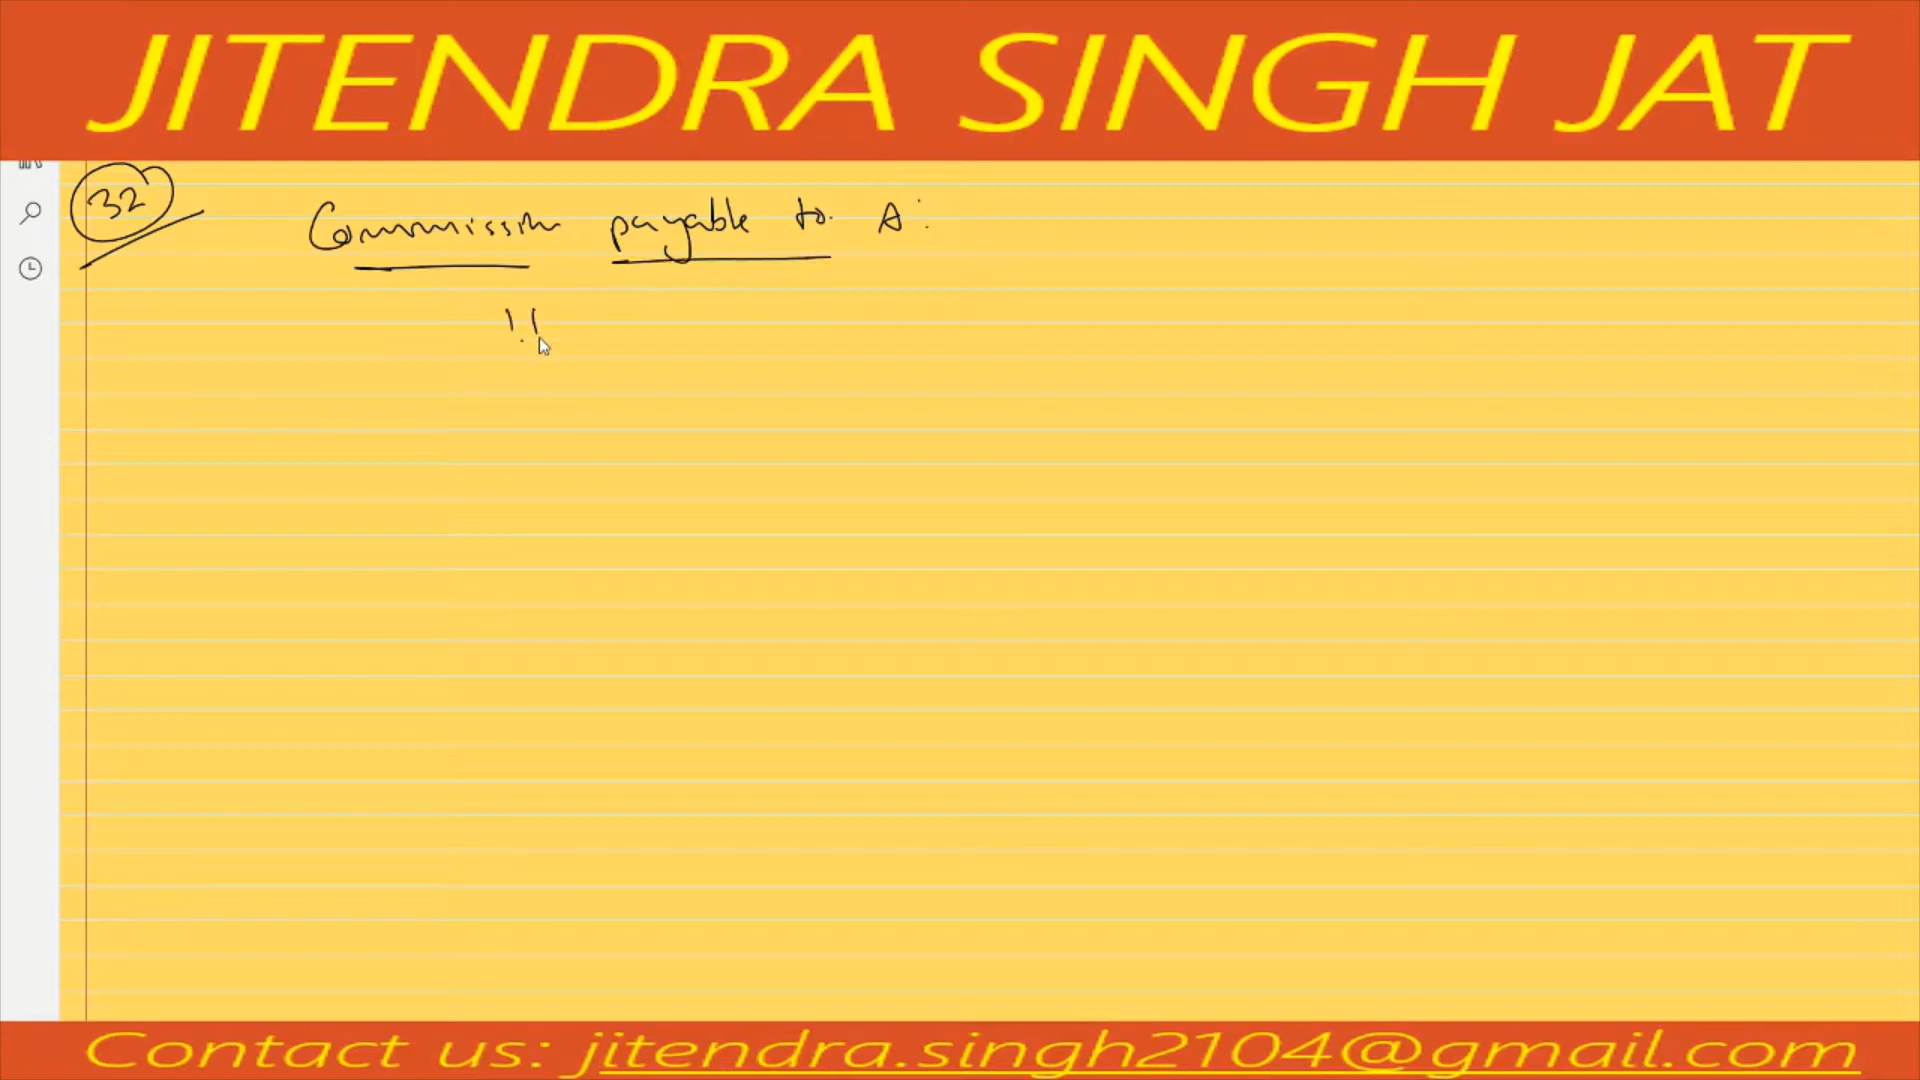 JITENDRA SINGH JAT
32
Commission payable to A:
Contact us: jitendra.singh2104@gmail.com